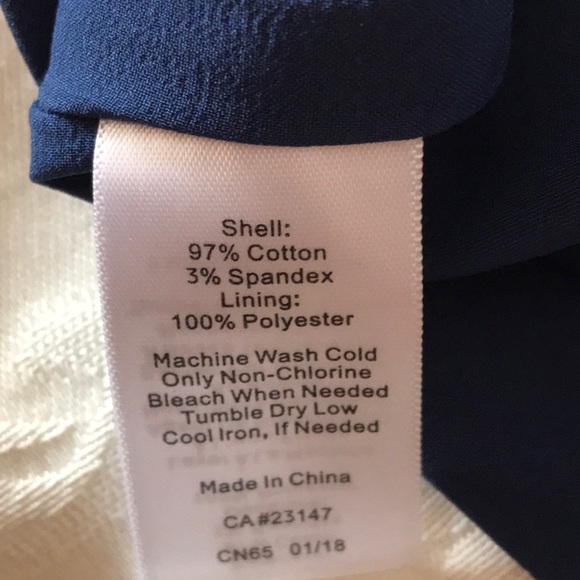 Shell:
97% Cotton
3% Spandex
Lining:
100% Polyester
Machine Wash Cold
Only Non-Chlorine
Bleach When Needed
Tumble Dry Low
Cool Iron, If Needed
Made In China
CA#23147
CN65 01/18